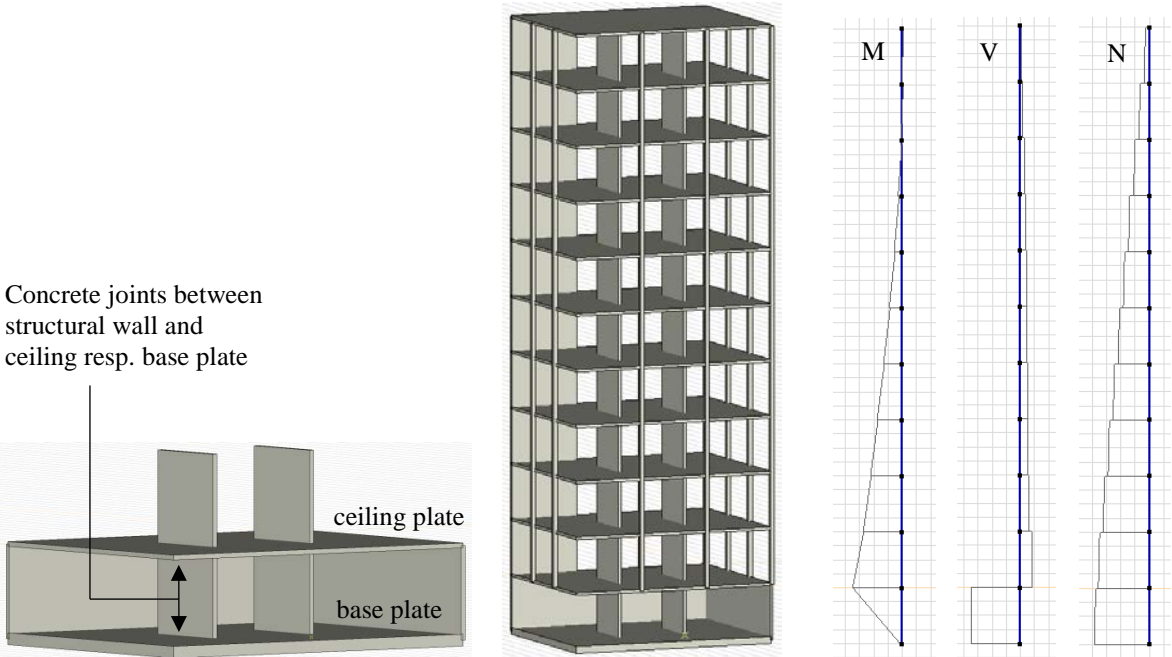 Concrete joints between
structural wall and
ceiling resp. base plate
ceiling plate
base plate
M
V
N